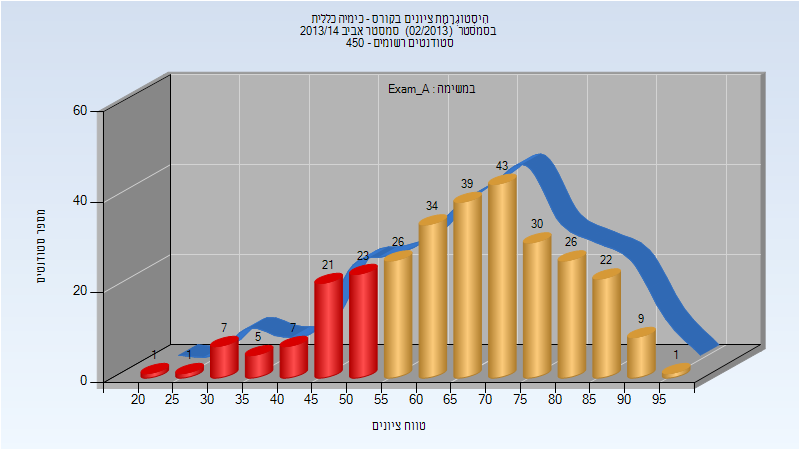 היסטוגרמת ציונים בקורס - כימיה כללית
בסמסטר (02/2013) סמסטר אביב 2013/14
סטודנטים רשומים - 450
במשימה : Exam_A
מספר סטודנטים
60
40
20
0
1
1
7
5
7
21
23
26
34
39
43
30
26
22
9
1
20 25 30 35 40 45 50 55 60 65 70 75 80 85 90 95
טווח ציונים